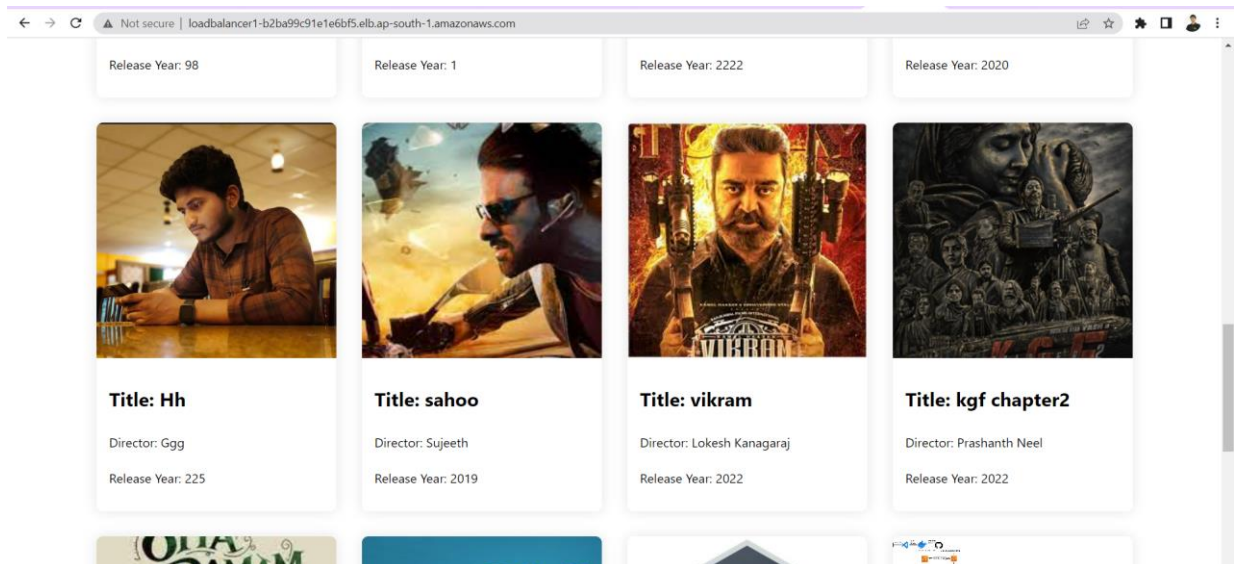 Not secure | loadbalancer1-b2ba99c91e1e6bf5.elb.ap-south-1.amazonaws.com
Release Year: 98
Release Year: 1
Release Year: 2222
Release Year: 2020
VIKRAM
K.G.F
2
Title: Hh
Title: sahoo
Title: vikram
Title: kgf chapter2
Director: Ggg
Director: Sujeeth
Director: Lokesh Kanagaraj
Director: Prashanth Neel
Release Year: 225
Release Year: 2019
Release Year: 2022
Release Year: 2022